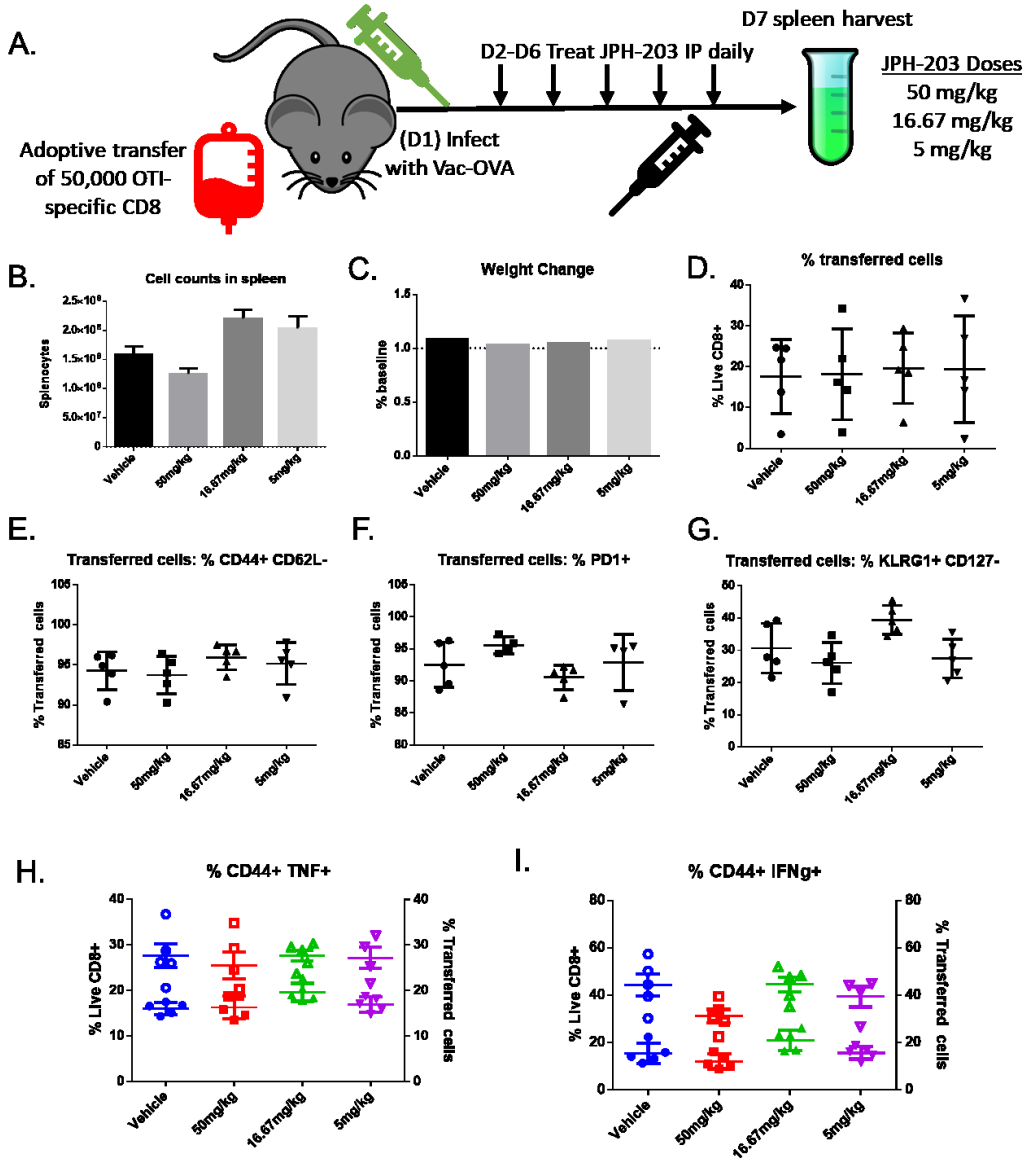 A.
D7 spleen harvest
D2-D6 Treat JPH-203 IP daily
JPH-203 Doses
50 mg/kg
16.67 mg/kg
5 mg/kg
(D1) Infect
with Vac-OVA
Adoptive transfer
of 50,000 OTI-
specific CD8
B.
Cell counts in spleen
Splenocytes
2.5×10⁸
2.0×10⁸
1.5×10⁸
1.0×10⁸
5.0×10⁷
0
Vehicle
50mg/kg
16.67mg/kg
5mg/kg
C.
Weight Change
% baseline
1.5
1.0
0.5
0.0
Vehicle
50mg/kg
16.67mg/kg
5mg/kg
D.
% transferred cells
% Live CD8+
40
30
20
10
0
Vehicle
50mg/kg
16.67mg/kg
5mg/kg
E.
Transferred cells: % CD44+ CD62L-
% Transferred cells
105
100
95
90
85
Vehicle
50mg/kg
16.67mg/kg
5mg/kg
F.
Transferred cells: % PD1+
% Transferred cells
105
100
95
90
85
80
Vehicle
50mg/kg
16.67mg/kg
5mg/kg
G.
Transferred cells: % KLRG1+ CD127-
% Transferred cells
50
40
30
20
10
0
Vehicle
50mg/kg
16.67mg/kg
5mg/kg
H.
% CD44+ TNF+
% Live CD8+
40
30
20
10
0
% Transferred cells
40
30
20
10
0
Vehicle
50mg/kg
16.67mg/kg
5mg/kg
I.
% CD44+ IFNg+
% Live CD8+
80
60
40
20
0
% Transferred cells
80
60
40
20
0
Vehicle
50mg/kg
16.67mg/kg
5mg/kg